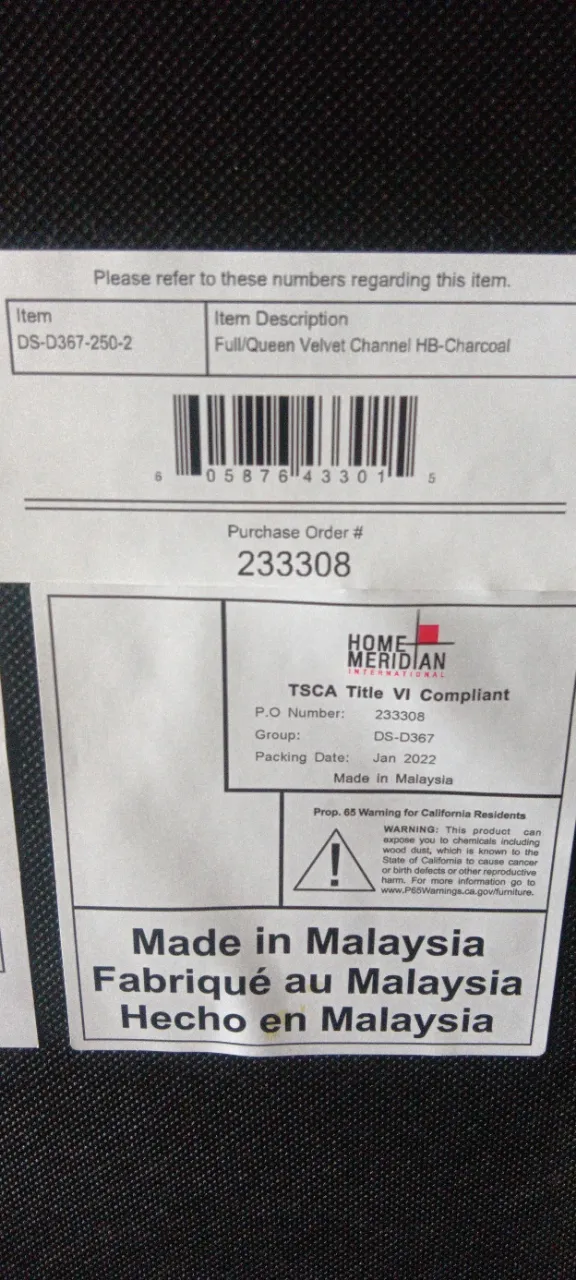 Please refer to these numbers regarding this item.
Item
DS-D367-250-2
Item Description
Full/Queen Velvet Channel HB-Charcoal
6 05876 43301 5
Purchase Order #
233308
HOME
MERIDIAN
INTERNATIONAL
TSCA Title VI Compliant
P.O Number: 233308
Group: DS-D367
Packing Date: Jan 2022
Made in Malaysia
Prop. 65 Warning for California Residents
WARNING: This product can
expose you to chemicals including
wood dust, which is known to the
State of California to cause cancer
or birth defects or other reproductive
harm. For more information go to
www.P65Warnings.ca.gov/furniture.
Made in Malaysia
Fabriqué au Malaysia
Hecho en Malaysia